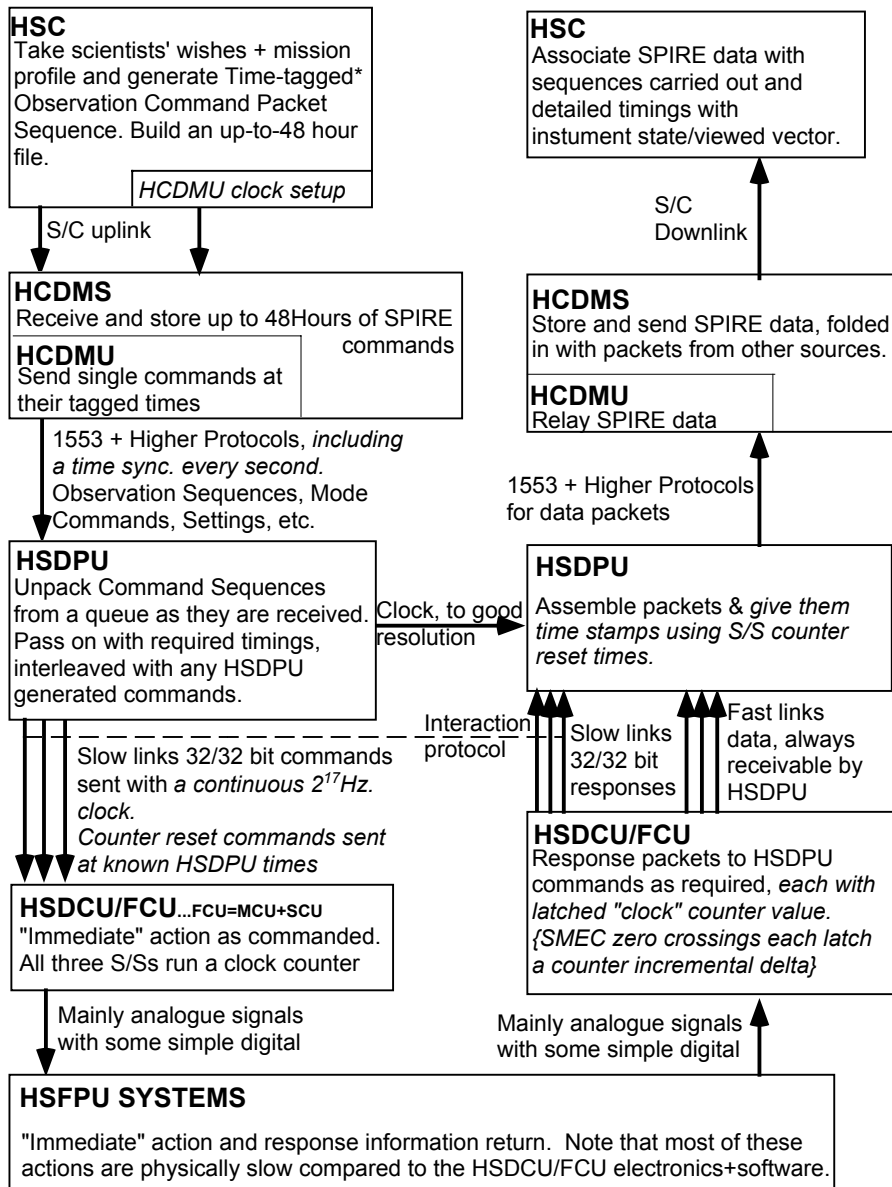 HSC
Take scientists' wishes + mission
profile and generate Time-tagged*
Observation Command Packet
Sequence. Build an up-to-48 hour
file.
HCDMU clock setup
S/C uplink
HCDMS
Receive and store up to 48Hours of SPIRE
commands
HCDMU
Send single commands at
their tagged times
1553 + Higher Protocols, including
a time sync. every second.
Observation Sequences, Mode
Commands, Settings, etc.
HSDPU
Unpack Command Sequences
from a queue as they are received.
Pass on with required timings,
interleaved with any HSDPU
generated commands.
Clock, to good
resolution
Interaction
protocol
Slow links 32/32 bit commands
sent with a continuous 2¹⁷Hz.
clock.
Counter reset commands sent
at known HSDPU times
HSDCU/FCU...FCU=MCU+SCU
"Immediate" action as commanded.
All three S/Ss run a clock counter
Mainly analogue signals
with some simple digital
HSFPU SYSTEMS
"Immediate" action and response information return. Note that most of these
actions are physically slow compared to the HSDCU/FCU electronics+software.
Mainly analogue signals
with some simple digital
HSDCU/FCU
Response packets to HSDPU
commands as required, each with
latched "clock" counter value.
{SMEC zero crossings each latch
a counter incremental delta}
Slow links
32/32 bit
responses
Fast links
data, always
receivable by
HSDPU
HSDPU
Assemble packets & give them
time stamps using S/S counter
reset times.
1553 + Higher Protocols
for data packets
HCDMS
Store and send SPIRE data, folded
in with packets from other sources.
HCDMU
Relay SPIRE data
S/C
Downlink
HSC
Associate SPIRE data with
sequences carried out and
detailed timings with
instument state/viewed vector.